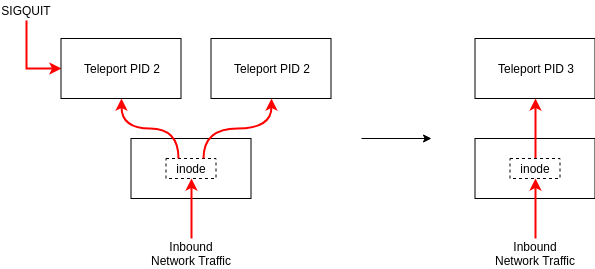 SIGQUIT
Teleport PID 2
Teleport PID 2
Teleport PID 3
inode
inode
Inbound
Network Traffic
Inbound
Network Traffic